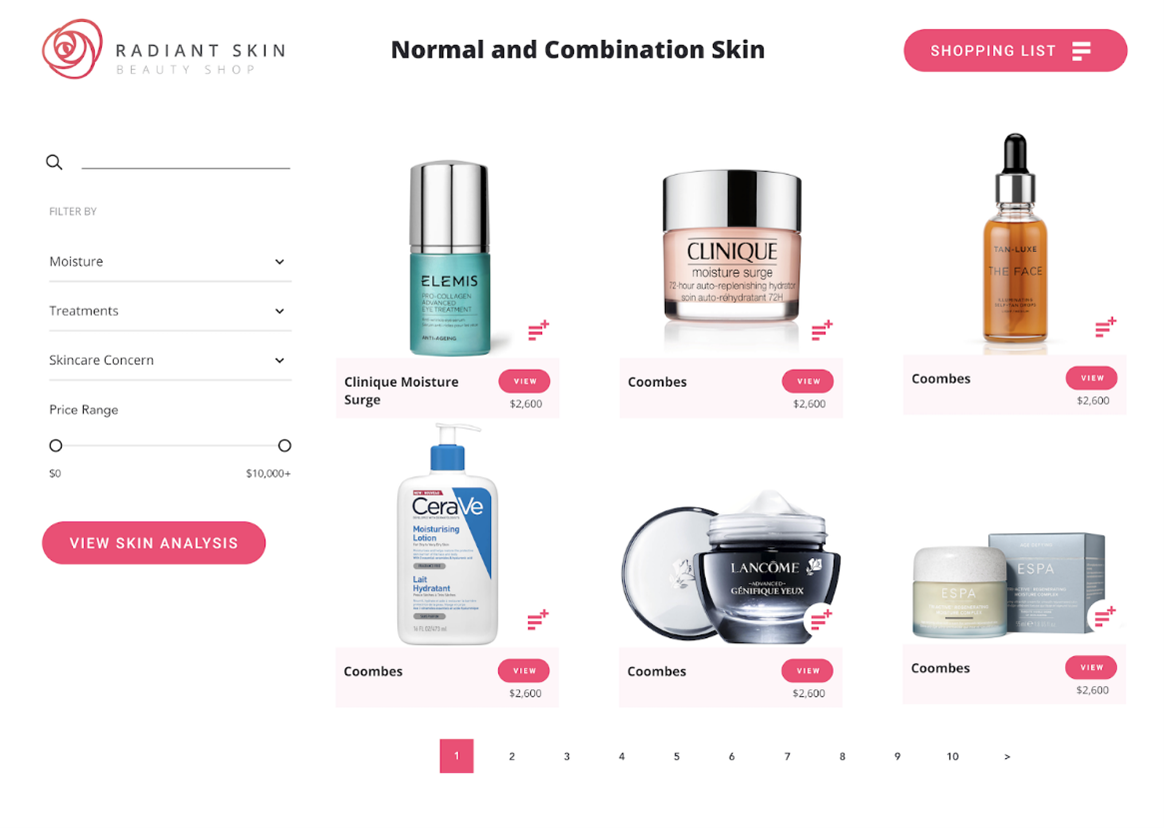 RADIANT SKIN
BEAUTY SHOP
Normal and Combination Skin
SHOPPING LIST
FILTER BY
Moisture
Treatments
Skincare Concern
Price Range
$0
$10,000+
VIEW SKIN ANALYSIS
ELEMIS
PRO-COLLAGEN
ADVANCED
EYE TREATMENT
ANTI-AGEING
Clinique Moisture
Surge
VIEW
$2,600
CLINIQUE
moisture surge
72-hour auto-replenishing hydrator
soin auto-réhydratant 72H
Coombes
VIEW
$2,600
TAN-LUXE
THE FACE
Coombes
VIEW
$2,600
CeraVe
Moisturising
Lotion
Lait
Hydratant
Coombes
VIEW
$2,600
LANCÔME
ADVANCED
GÉNIFIQUE YEUX
Coombes
VIEW
$2,600
ESPA
ESPA
Coombes
VIEW
$2,600
1 2 3 4 5 6 7 8 9 10 >